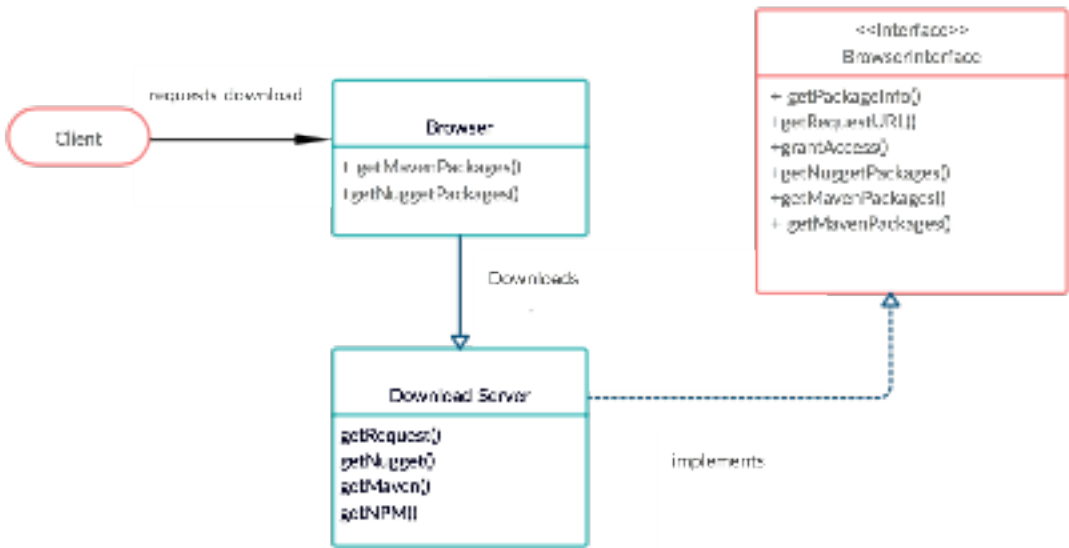 <<Interface>>
BrowserInterface
+ getPackageInfo()
+getRequestURL()
+grantAccess()
+getNuggetPackages()
+getMavenPackages()
+ getMavenPackages()
requests download
Client
Browser
+ getMavenPackages()
+getNuggetPackages()
Downloads
Download Server
getRequest()
getNugget()
getMaven()
getNPM()
implements